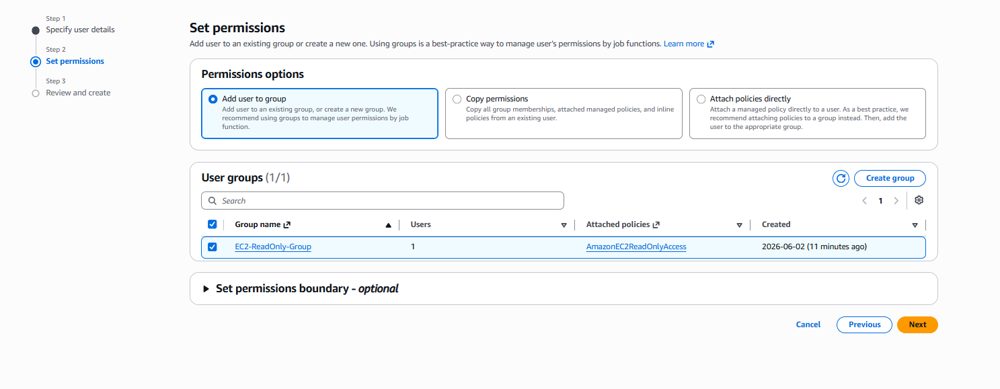 Step 1
Specify user details
Step 2
Set permissions
Step 3
Review and create
Set permissions
Add user to an existing group or create a new one. Using groups is a best-practice way to manage user's permissions by job functions. Learn more
Permissions options
Add user to group
Add user to an existing group, or create a new group. We
recommend using groups to manage user permissions by job
function.
Copy permissions
Copy all group memberships, attached managed policies, and inline
policies from an existing user.
Attach policies directly
Attach a managed policy directly to a user. As a best practice, we
recommend attaching policies to a group instead. Then, add the
user to the appropriate group.
User groups (1/1)
Create group
Search
1
Group name Users Attached policies Created
EC2-ReadOnly-Group 1 AmazonEC2ReadOnlyAccess 2026-06-02 (11 minutes ago)
Set permissions boundary - optional
Cancel Previous Next